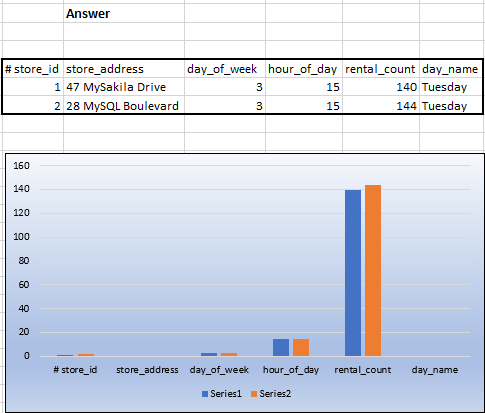 Answer
# store_id store_address day_of_week hour_of_day rental_count day_name
1 47 MySakila Drive 3 15 140 Tuesday
2 28 MySQL Boulevard 3 15 144 Tuesday
160
140
120
100
80
60
40
20
0
# store_id store_address day_of_week hour_of_day rental_count day_name
Series1 Series2